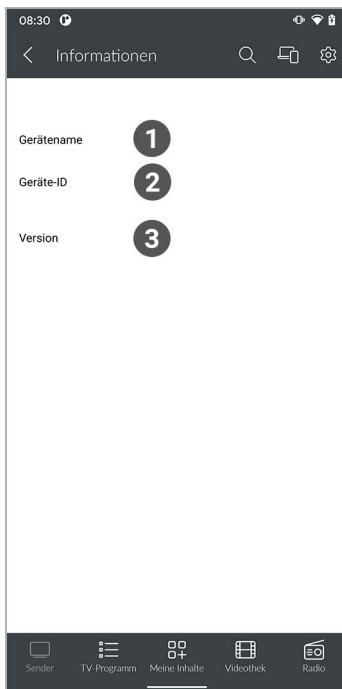 08:30
Informationen
Gerätename 1
Geräte-ID 2
Version 3
Sender TV-Programm Meine Inhalte Videothek Radio